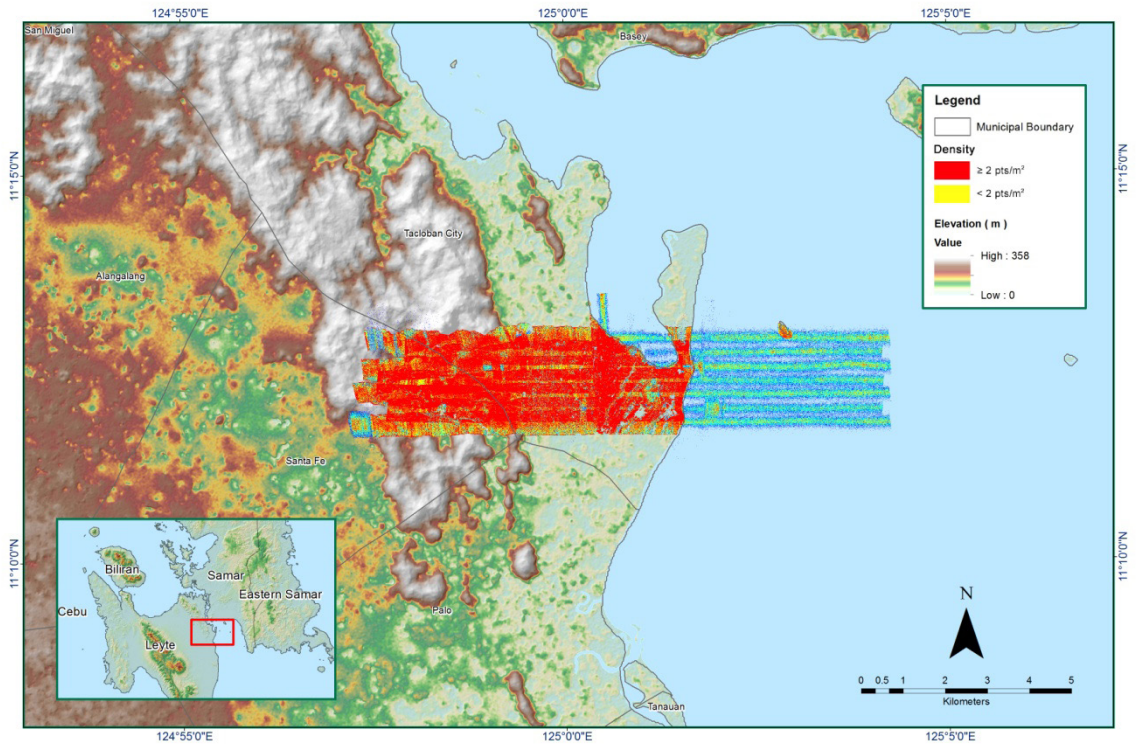 124°55'0"E
125°0'0"E
125°5'0"E
San Miguel
Basey
Legend
Municipal Boundary
Density
≥ 2 pts/m²
< 2 pts/m²
Elevation ( m )
Value
High : 358
Low : 0
11°15'0"N
11°15'0"N
Tacloban City
Alangalang
Santa Fe
11°10'0"N
11°10'0"N
Biliran
Samar
Eastern Samar
Cebu
Leyte
Palo
N
0 0.5 1 2 3 4 5
Kilometers
Tanauan
124°55'0"E
125°0'0"E
125°5'0"E